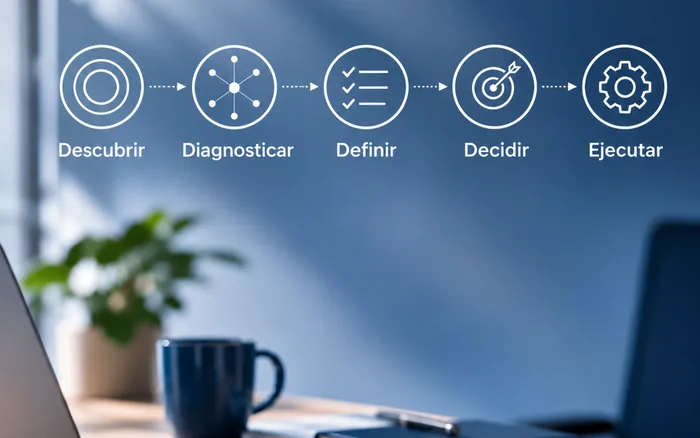 Descubrir
Diagnosticar
Definir
Decidir
Ejecutar